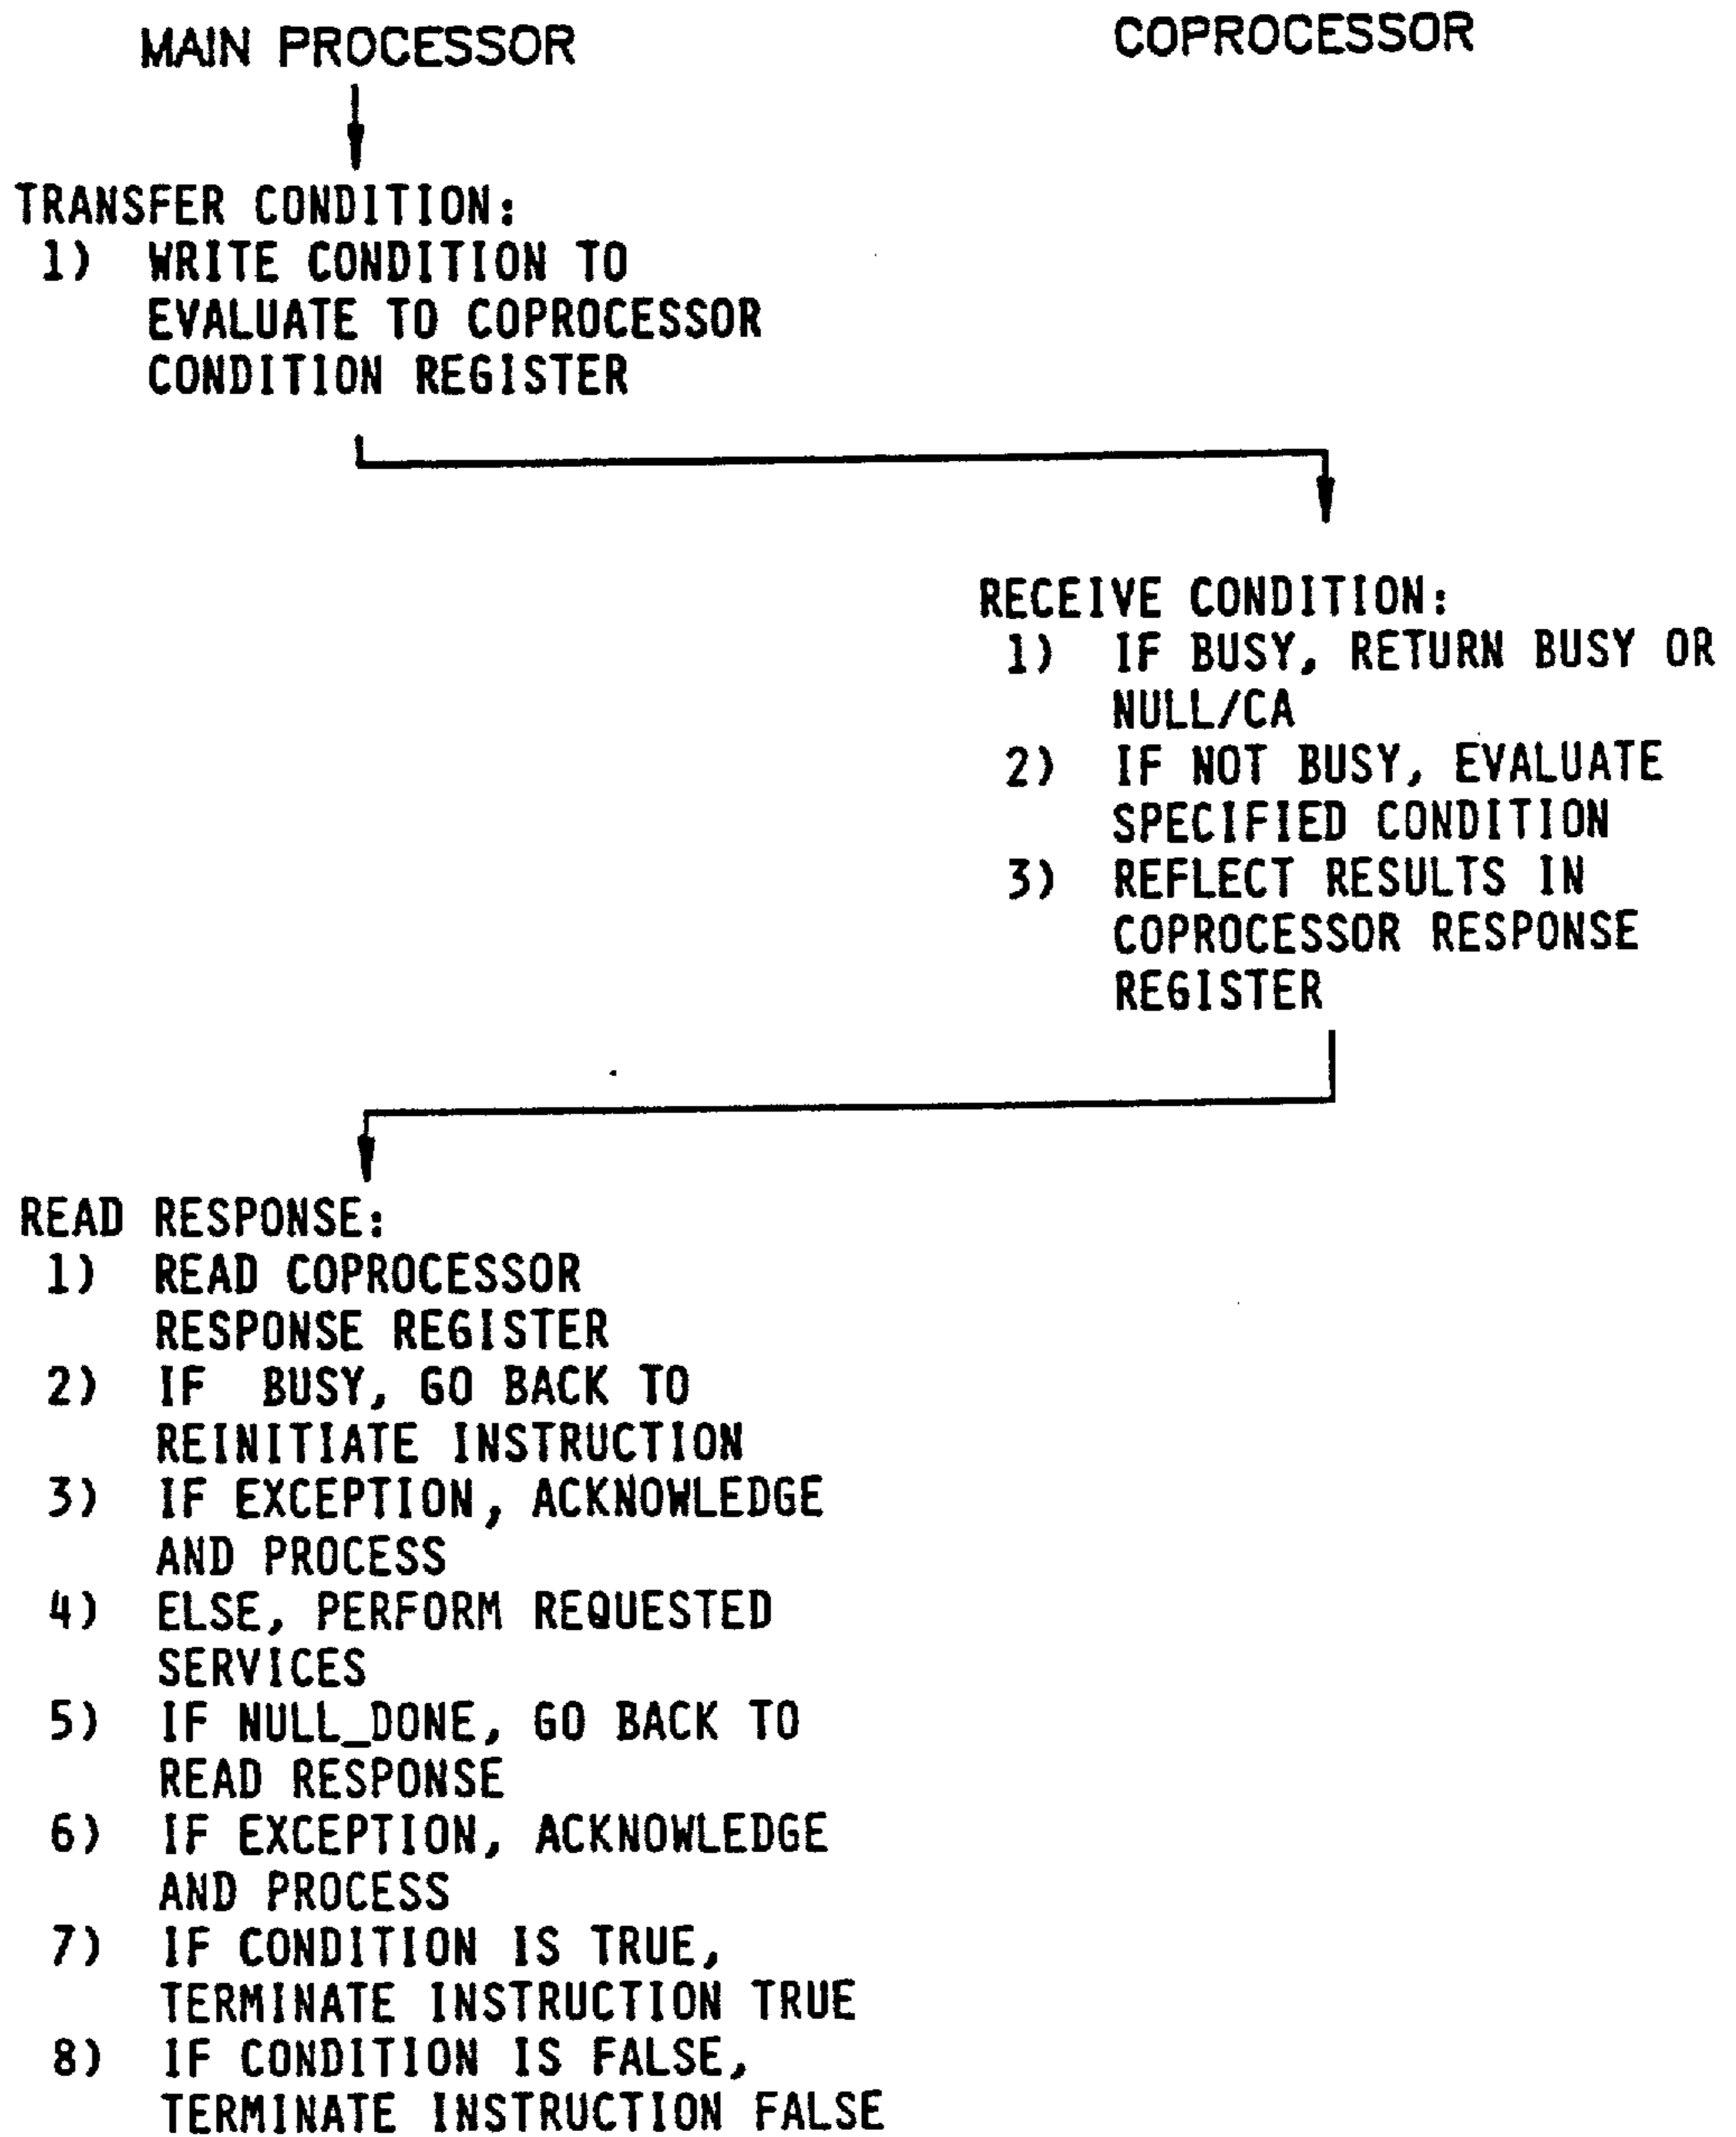 MAIN PROCESSOR
COPROCESSOR
TRANSFER CONDITION:
1) WRITE CONDITION TO
EVALUATE TO COPROCESSOR
CONDITION REGISTER
RECEIVE CONDITION:
1) IF BUSY, RETURN BUSY OR
NULL/CA
2) IF NOT BUSY, EVALUATE
SPECIFIED CONDITION
3) REFLECT RESULTS IN
COPROCESSOR RESPONSE
REGISTER
READ RESPONSE:
1) READ COPROCESSOR
RESPONSE REGISTER
2) IF BUSY, GO BACK TO
REINITIATE INSTRUCTION
3) IF EXCEPTION, ACKNOWLEDGE
AND PROCESS
4) ELSE, PERFORM REQUESTED
SERVICES
5) IF NULL_DONE, GO BACK TO
READ RESPONSE
6) IF EXCEPTION, ACKNOWLEDGE
AND PROCESS
7) IF CONDITION IS TRUE,
TERMINATE INSTRUCTION TRUE
8) IF CONDITION IS FALSE,
TERMINATE INSTRUCTION FALSE